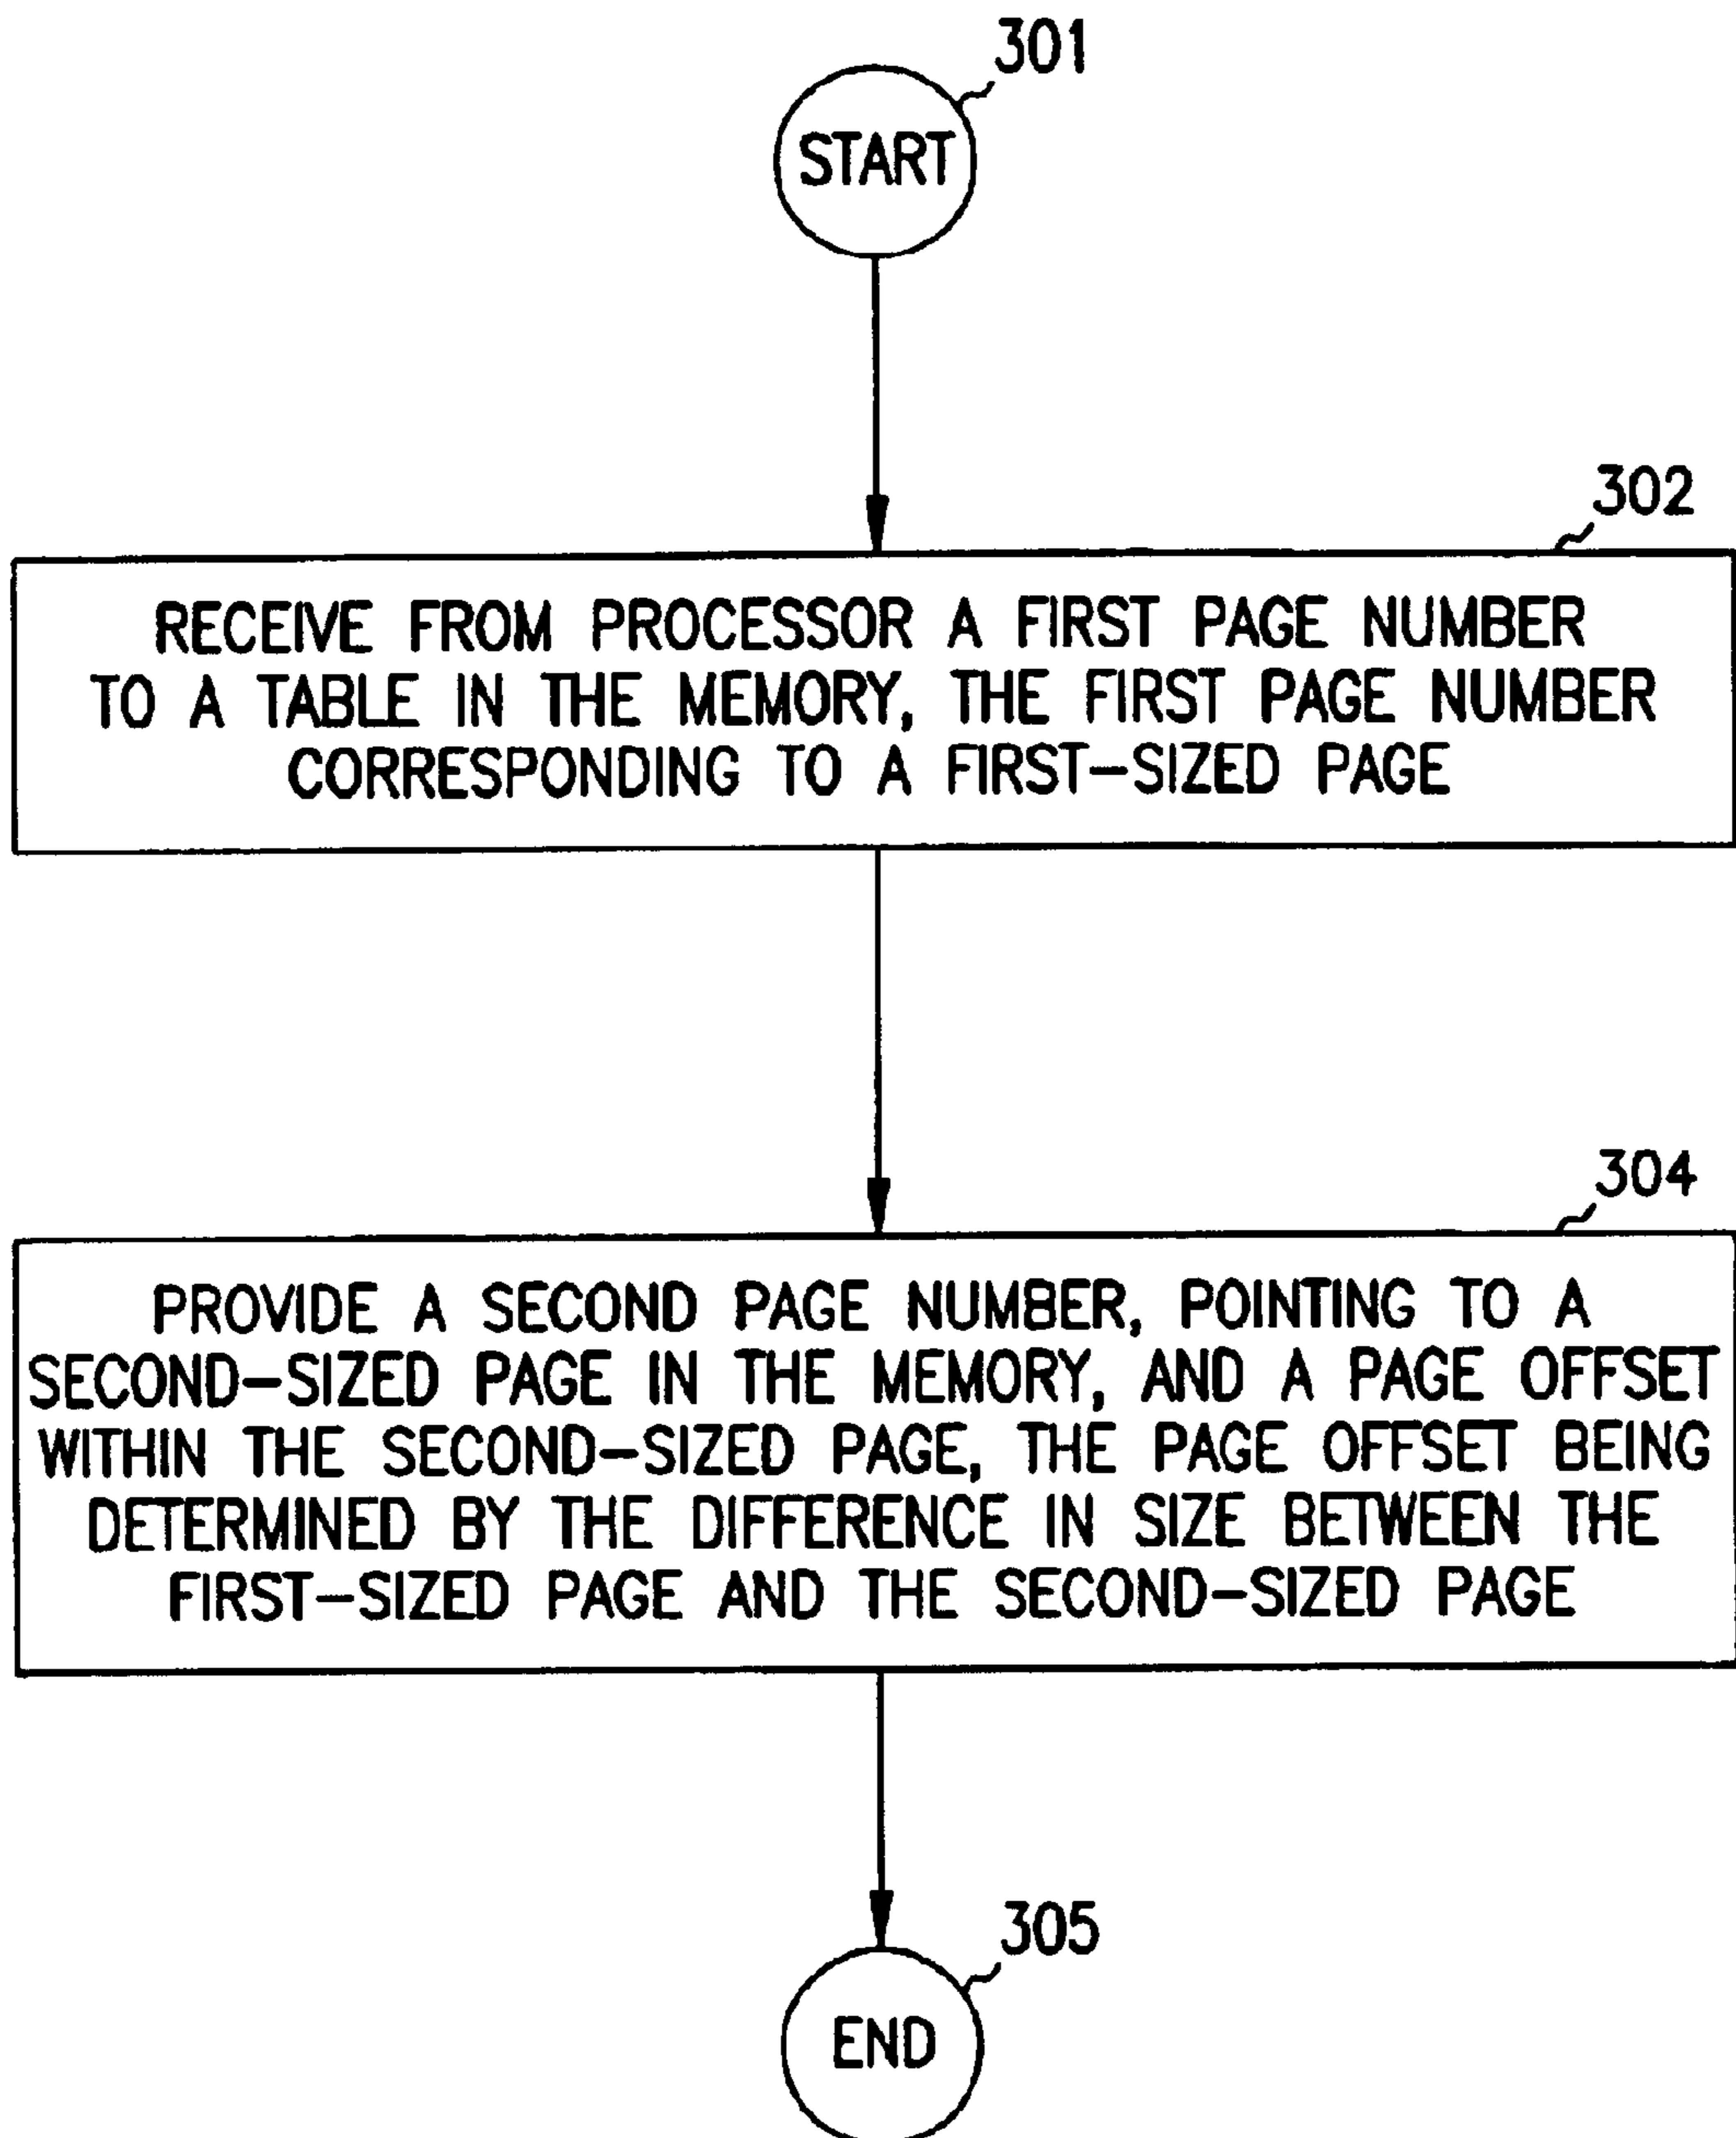 301
START
302
RECEIVE FROM PROCESSOR A FIRST PAGE NUMBER
TO A TABLE IN THE MEMORY, THE FIRST PAGE NUMBER
CORRESPONDING TO A FIRST-SIZED PAGE
304
PROVIDE A SECOND PAGE NUMBER, POINTING TO A
SECOND-SIZED PAGE IN THE MEMORY, AND A PAGE OFFSET
WITHIN THE SECOND-SIZED PAGE, THE PAGE OFFSET BEING
DETERMINED BY THE DIFFERENCE IN SIZE BETWEEN THE
FIRST-SIZED PAGE AND THE SECOND-SIZED PAGE
305
END